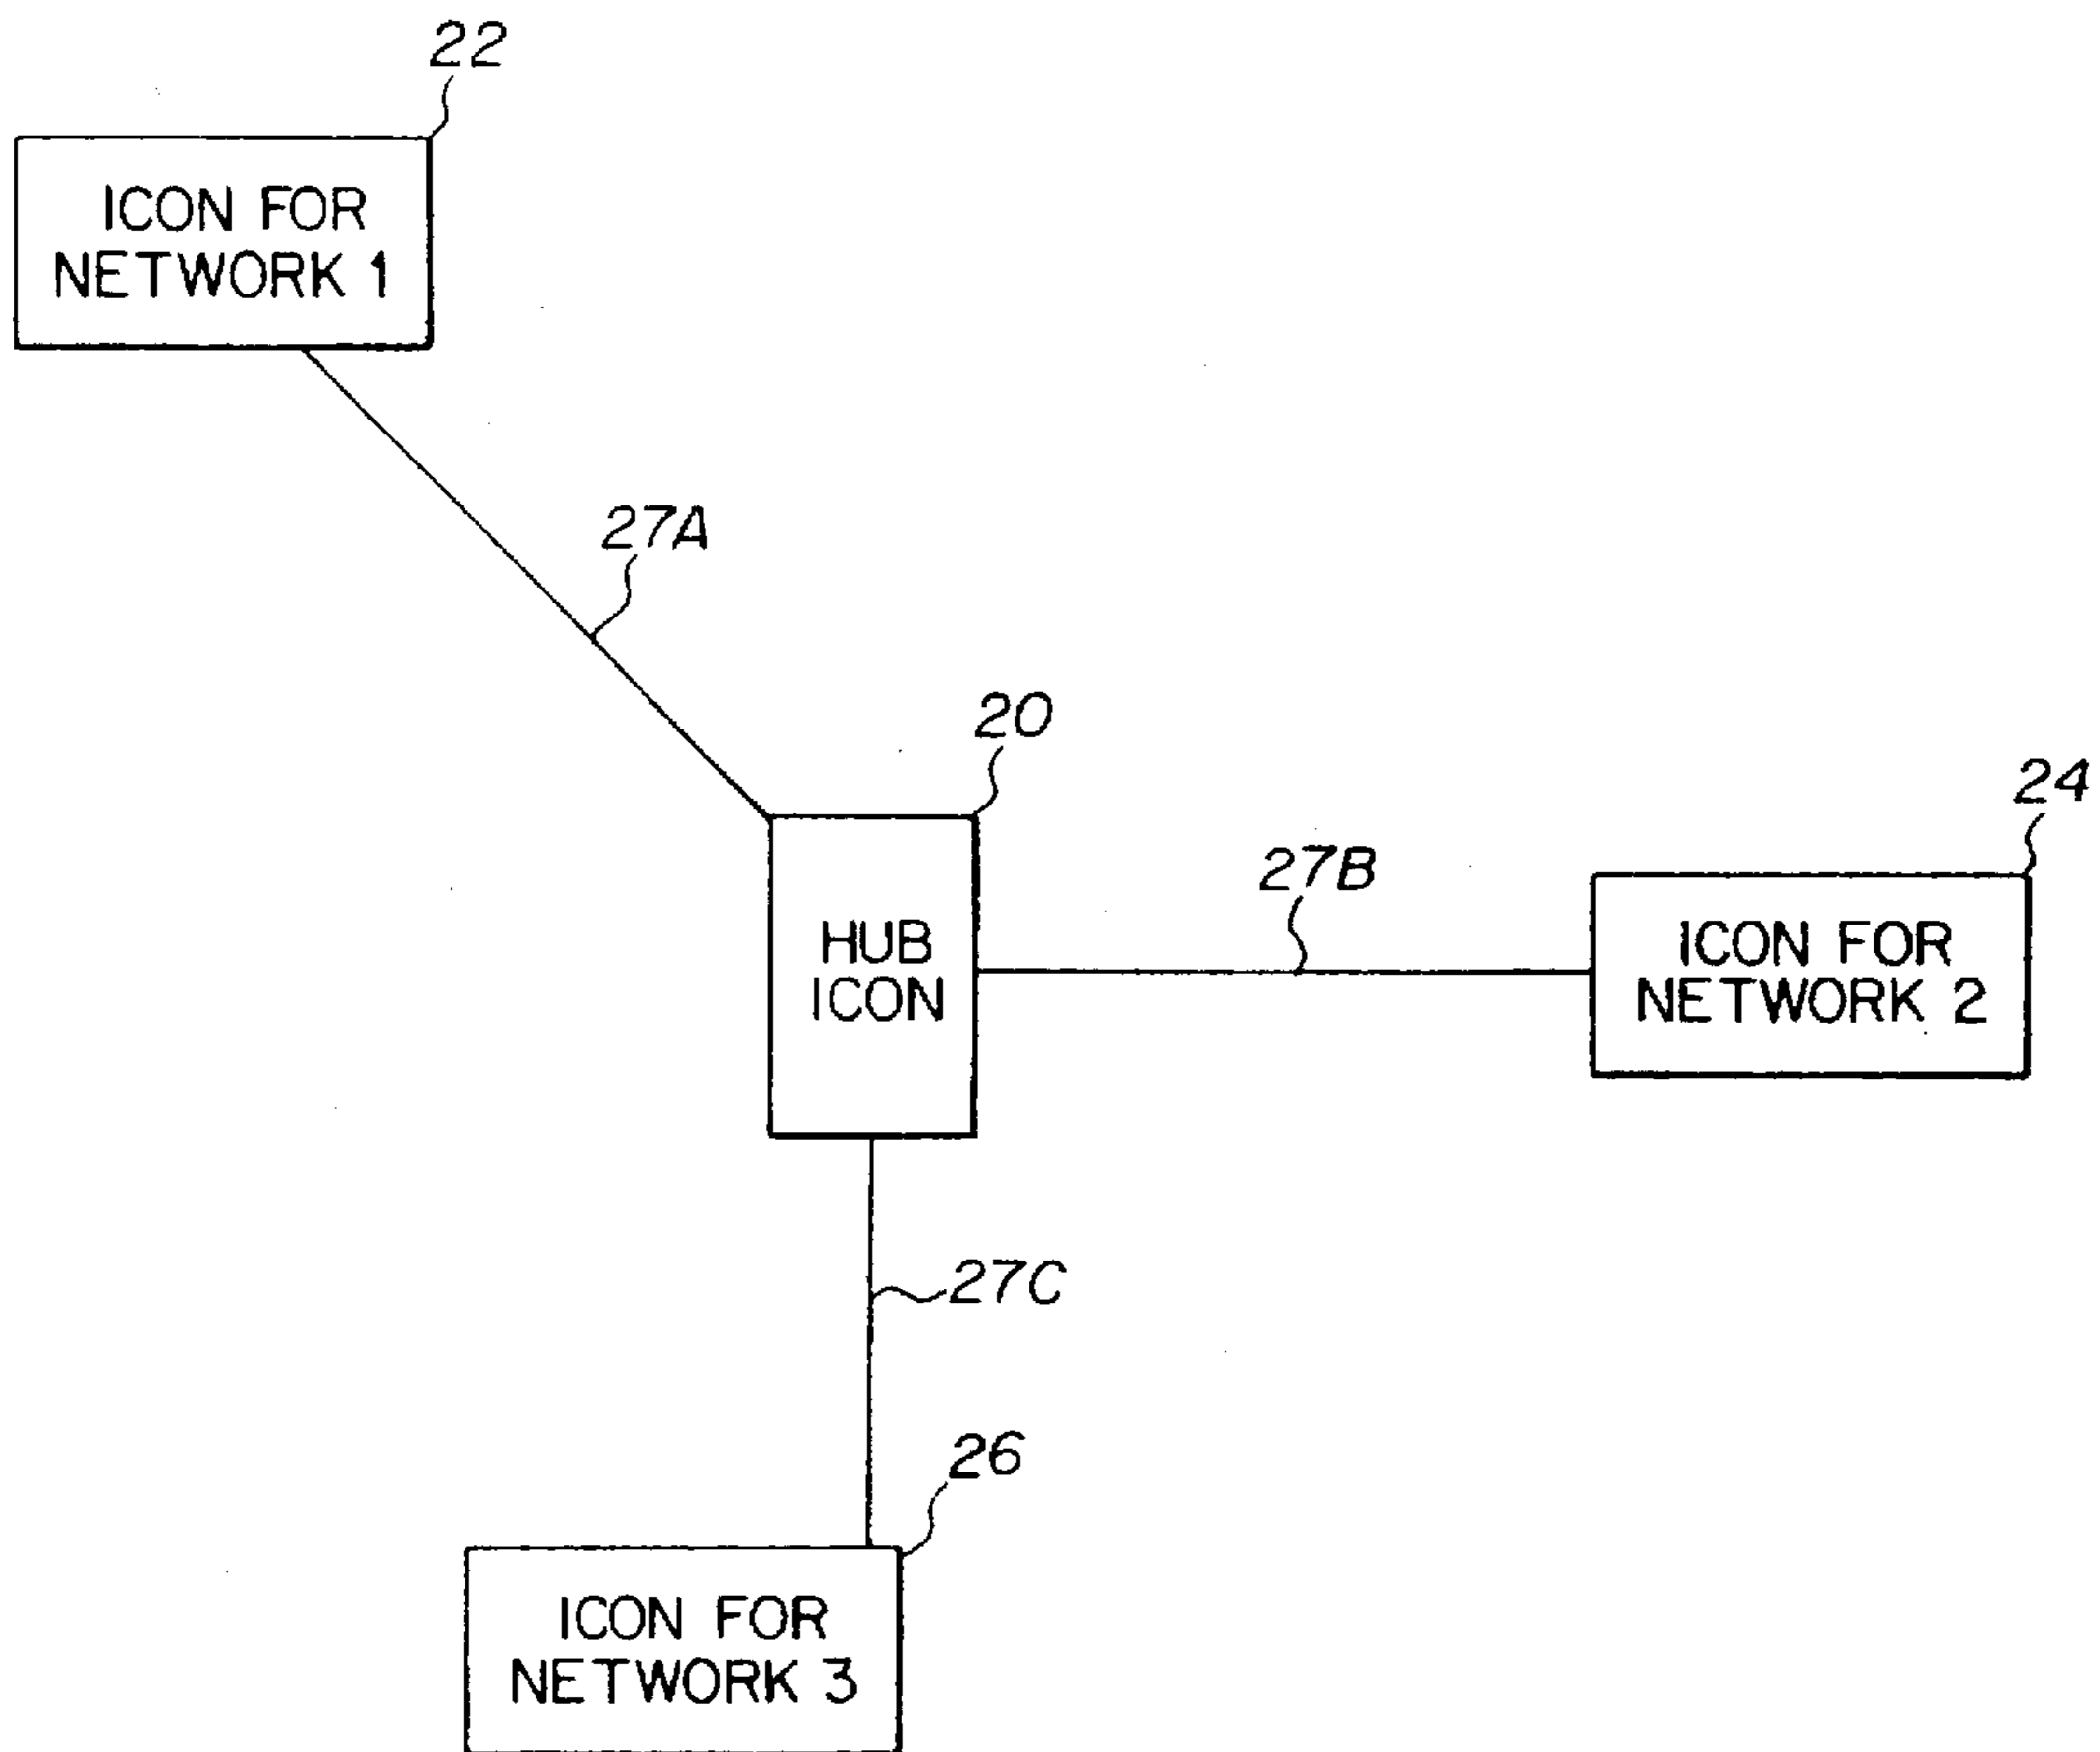 22
ICON FOR
NETWORK 1
27A
20
24
27B
HUB
ICON
ICON FOR
NETWORK 2
27C
26
ICON FOR
NETWORK 3